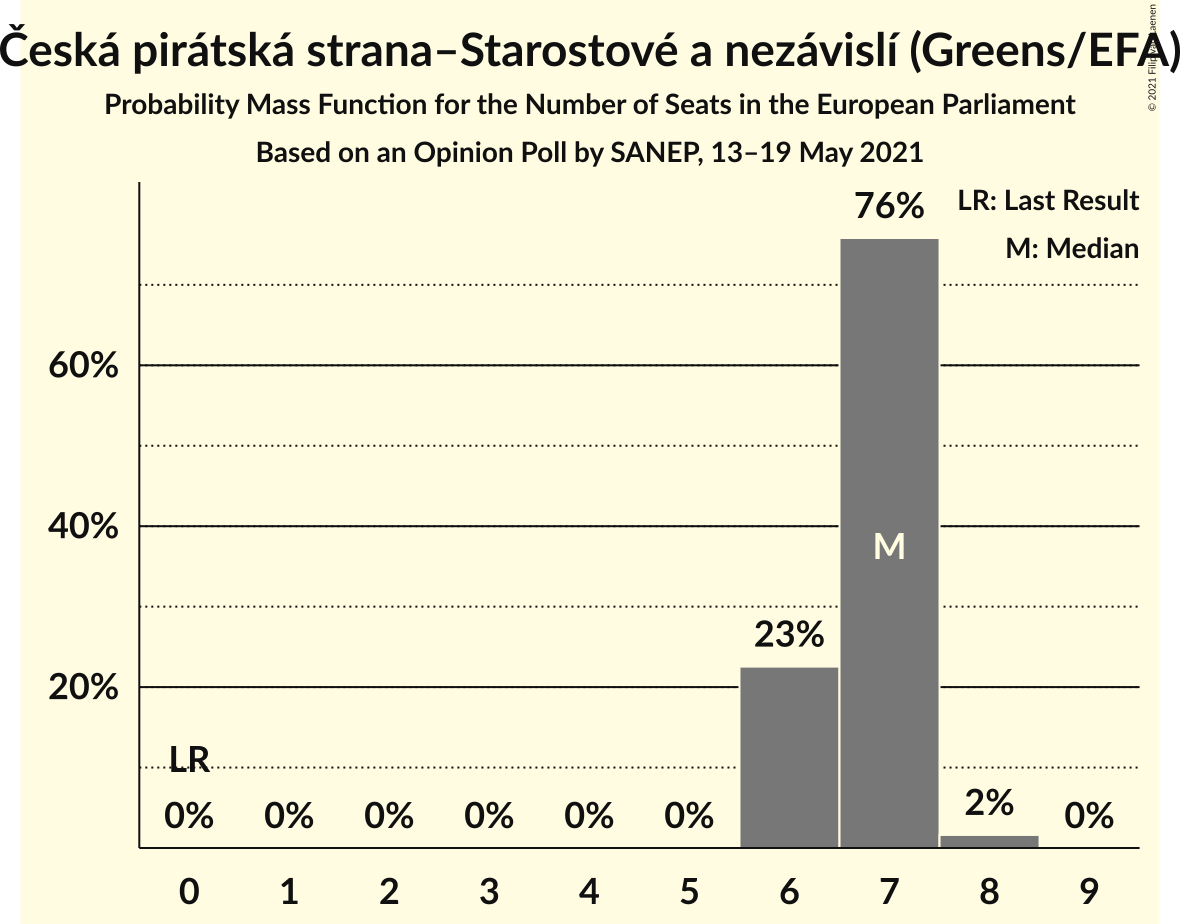 Česká pirátská strana–Starostové a nezávislí (Greens/EFA)
Probability Mass Function for the Number of Seats in the European Parliament
Based on an Opinion Poll by SANEP, 13–19 May 2021
© 2021 Filip
LR: Last Result
M: Median
76%
60%
40%
M
23%
20%
LR
0% 0% 0% 0% 0% 0% 2% 0%
0 1 2 3 4 5 6 7 8 9